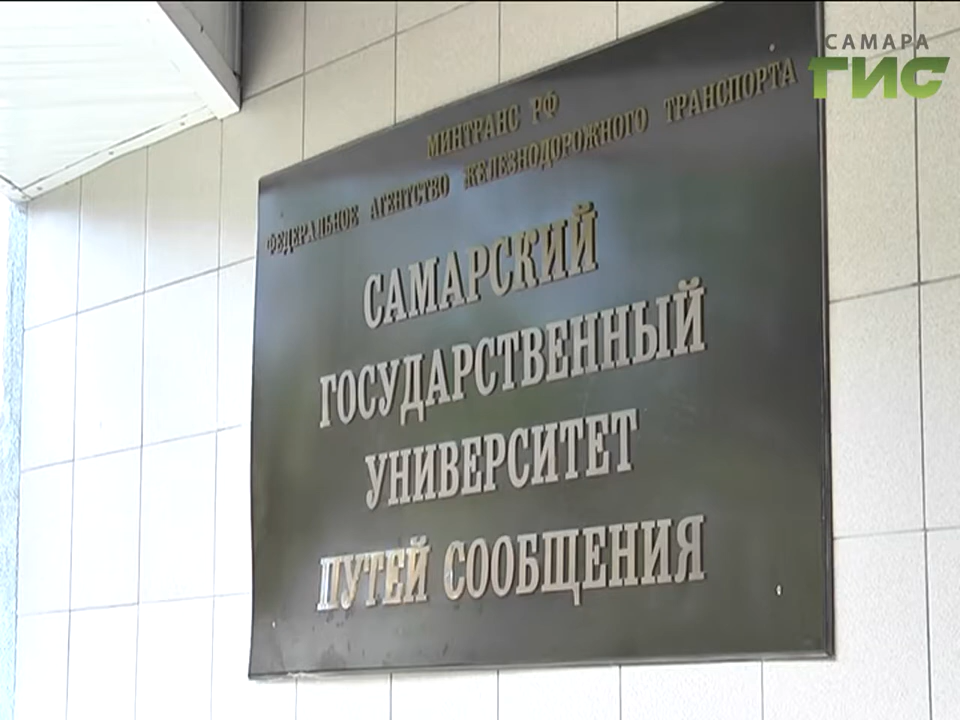 САМАРА
ГИС
МИНТРАНС РФ
ФЕДЕРАЛЬНОЕ АГЕНТСТВО ЖЕЛЕЗНОДОРОЖНОГО ТРАНСПОРТА
САМАРСКИЙ
ГОСУДАРСТВЕННЫЙ
УНИВЕРСИТЕТ
ПУТЕЙ СООБЩЕНИЯ